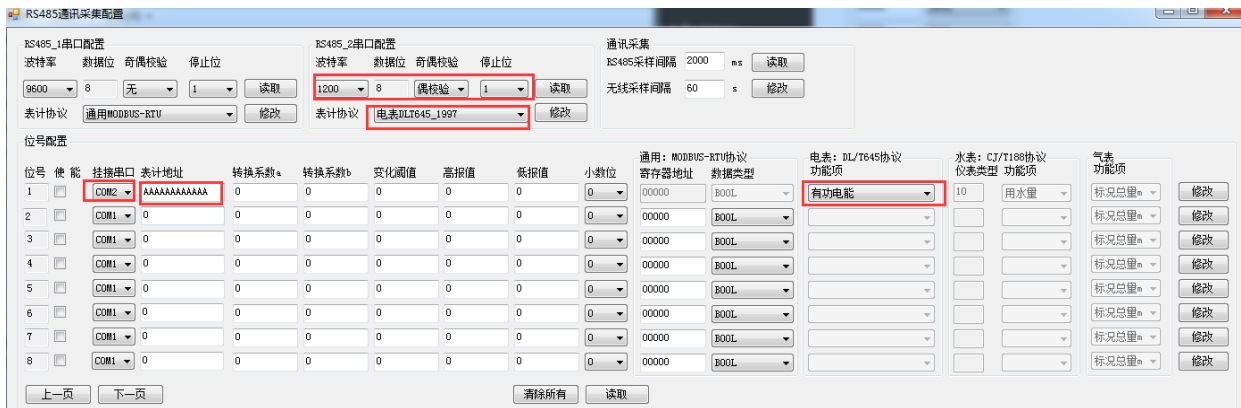 RS485通讯采集配置
RS485_1串口配置 RS485_2串口配置 通讯采集
波特率 数据位 奇偶校验 停止位 波特率 数据位 奇偶校验 停止位 RS485采样间隔 2000 ms 读取
9600 8 无 1 读取 1200 8 偶校验 1 读取 无线采样间隔 60 s 修改
表计协议 通用MODBUS-RTU 修改 表计协议 电表DLT645_1997 修改
位号配置
通用: MODBUS-RTU协议 电表: DL/T645协议 水表: CJ/T188协议 气表
位号 使 能 挂接串口 表计地址 转换系数a 转换系数b 变化阈值 高报值 低报值 小数位 寄存器地址 数据类型 功能项 仪表类型 功能项 功能项
1 COM2 AAAAAAAAAAAA 0 0 0 0 0 0 00000 BOOL 有功电能 10 用水量 标况总量m 修改
2 COM1 0 0 0 0 0 0 0 00000 BOOL 标况总量m 修改
3 COM1 0 0 0 0 0 0 0 00000 BOOL 标况总量m 修改
4 COM1 0 0 0 0 0 0 0 00000 BOOL 标况总量m 修改
5 COM1 0 0 0 0 0 0 0 00000 BOOL 标况总量m 修改
6 COM1 0 0 0 0 0 0 0 00000 BOOL 标况总量m 修改
7 COM1 0 0 0 0 0 0 0 00000 BOOL 标况总量m 修改
8 COM1 0 0 0 0 0 0 0 00000 BOOL 标况总量m 修改
上一页 下一页 清除所有 读取